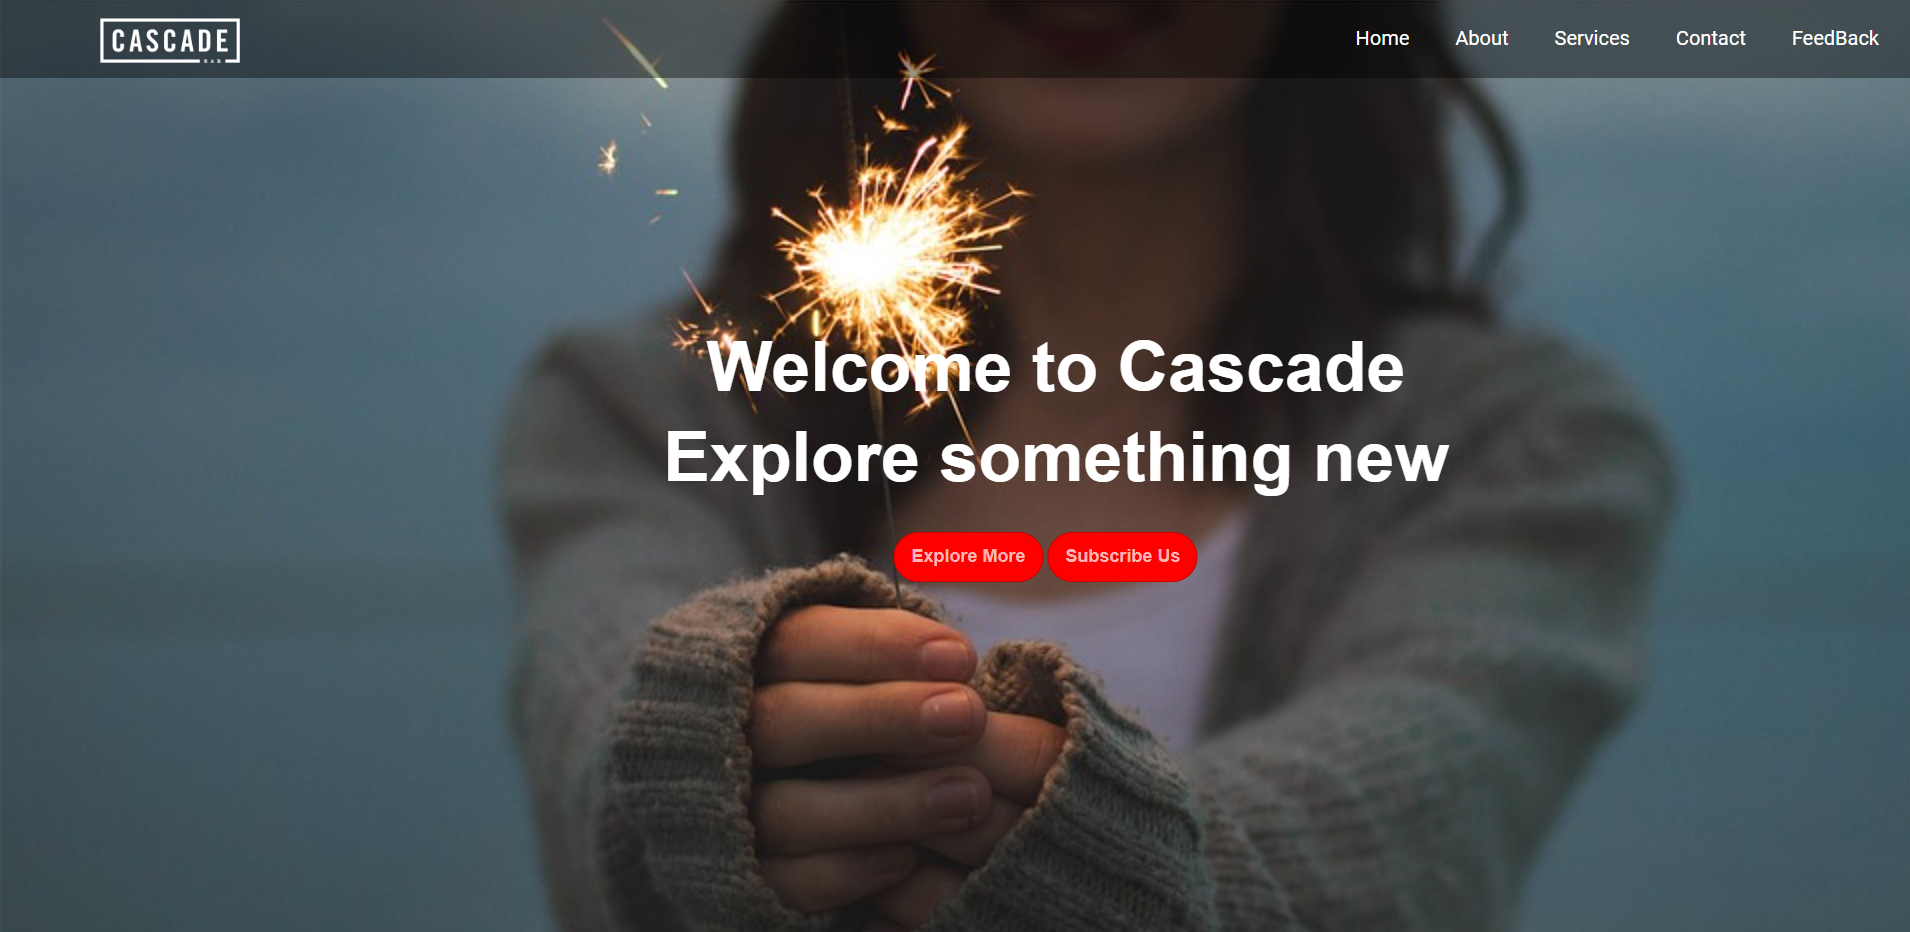 CASCADE
BAR
Home About Services Contact FeedBack
Welcome to Cascade
Explore something new
Explore More Subscribe Us